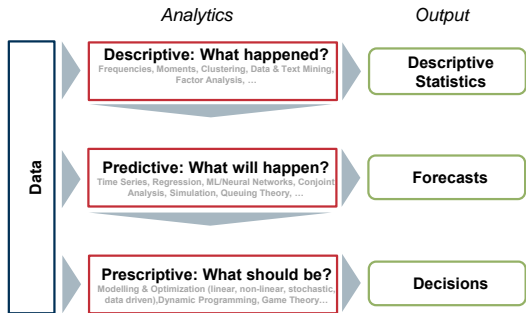 Analytics
Output
Data
Descriptive: What happened?
Frequencies, Moments, Clustering, Data & Text Mining,
Factor Analysis, ...
Descriptive
Statistics
Predictive: What will happen?
Time Series, Regression, ML/Neural Networks, Conjoint
Analysis, Simulation, Queuing Theory, ...
Forecasts
Prescriptive: What should be?
Modelling & Optimization (linear, non-linear, stochastic,
data driven),Dynamic Programming, Game Theory...
Decisions